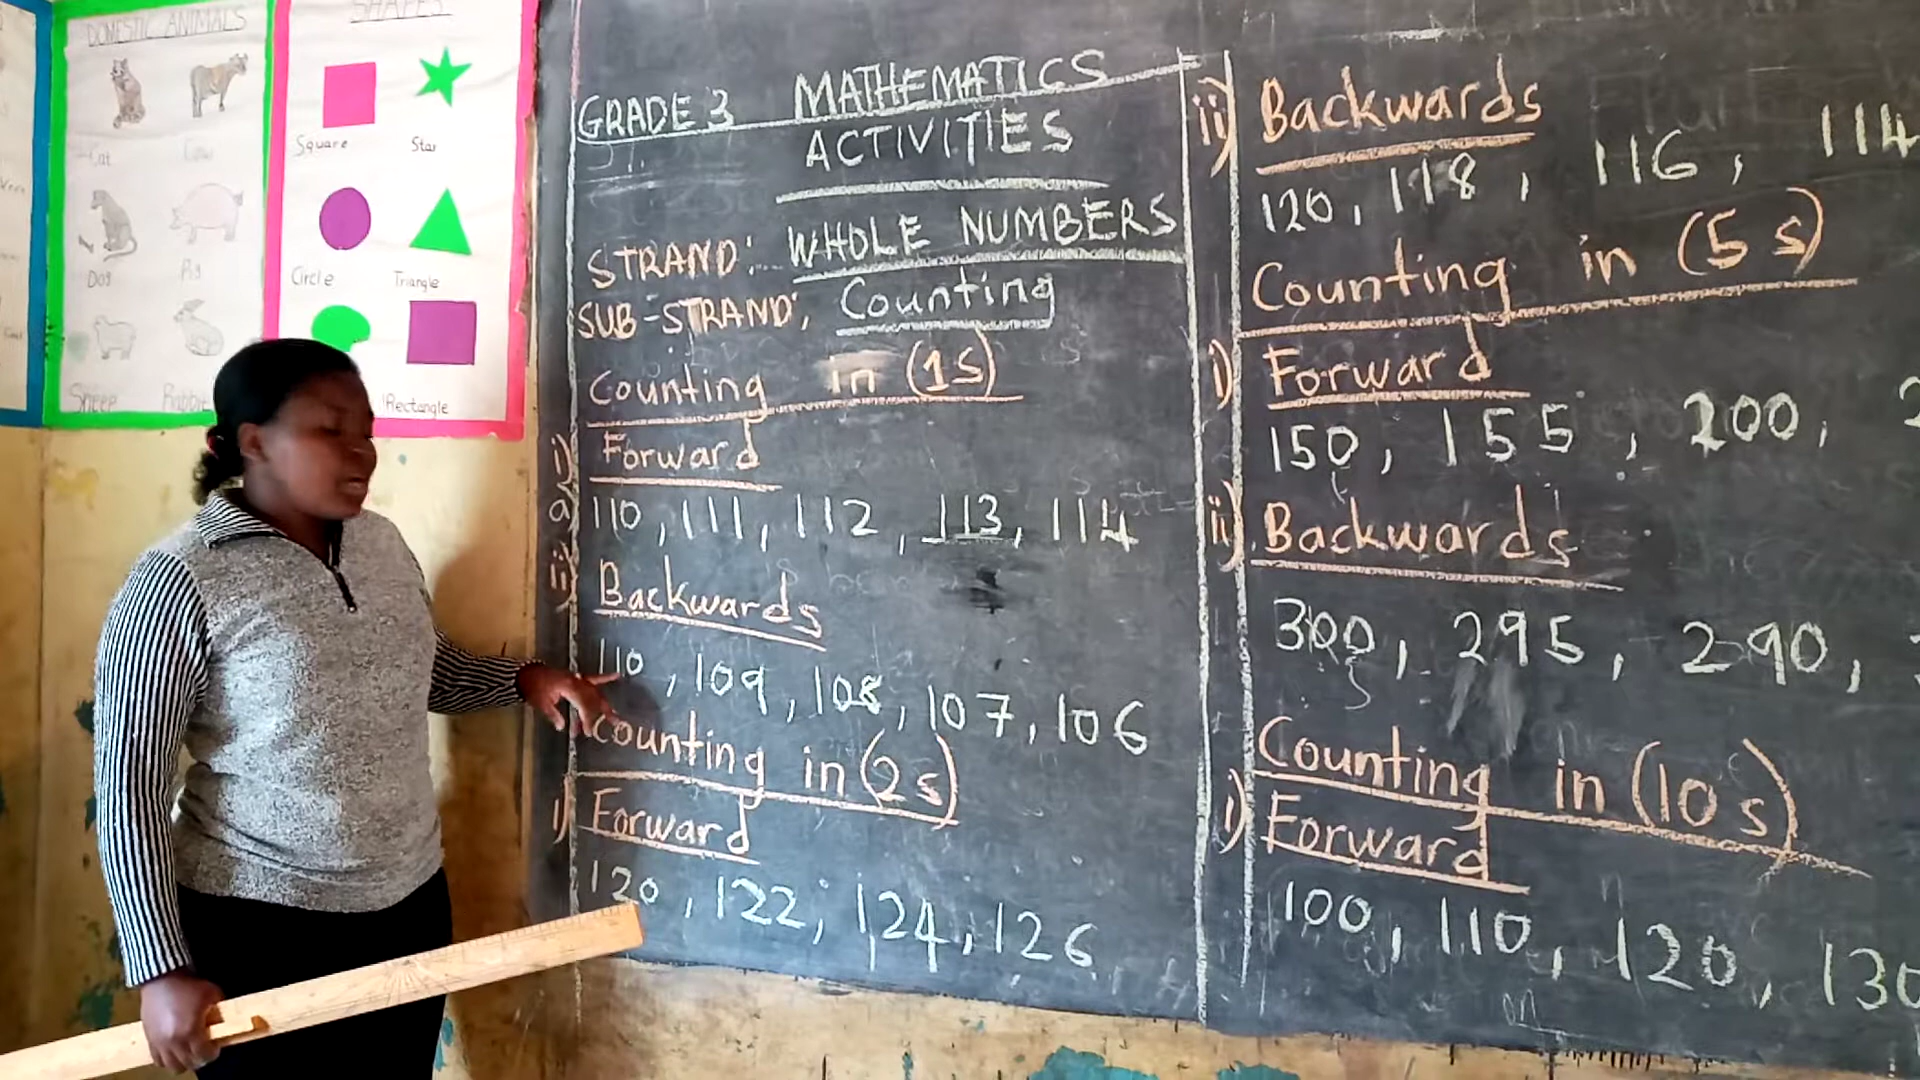 DOMESTIC ANIMALS
Cat
Cow
Dog
Pig
Sheep
Rabbit
SHAPES
Square
Star
Circle
Triangle
Rectangle
GRADE 3 MATHEMATICS
ACTIVITIES
STRAND: WHOLE NUMBERS
SUB-STRAND: Counting
Counting in (1s)
i) Forward
a) 110, 111, 112, 113, 114
ii) Backwards
110, 109, 108, 107, 106
Counting in (2s)
i) Forward
120, 122, 124, 126
ii) Backwards
120, 118, 116, 114
Counting in (5s)
i) Forward
150, 155, 200,
ii) Backwards
300, 295, 290,
Counting in (10s)
i) Forward
100, 110, 120, 130